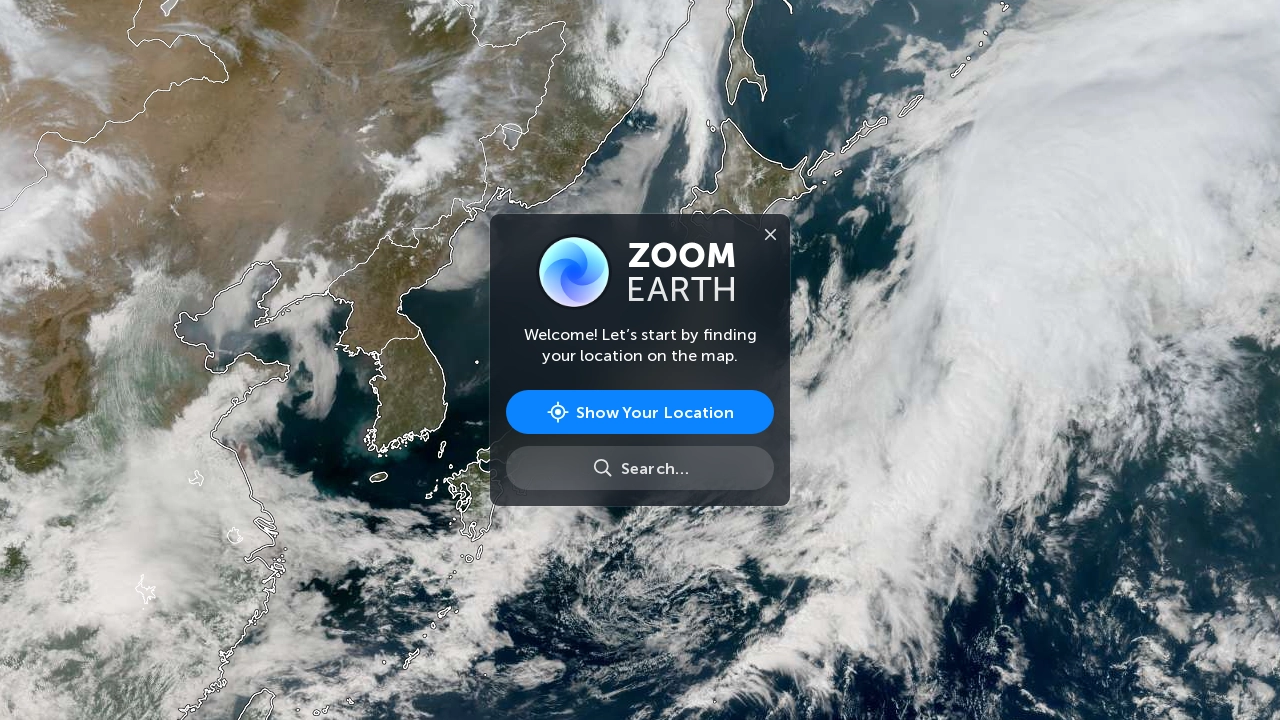 ZOOM
EARTH
Welcome! Let’s start by finding
your location on the map.
Show Your Location
Search…